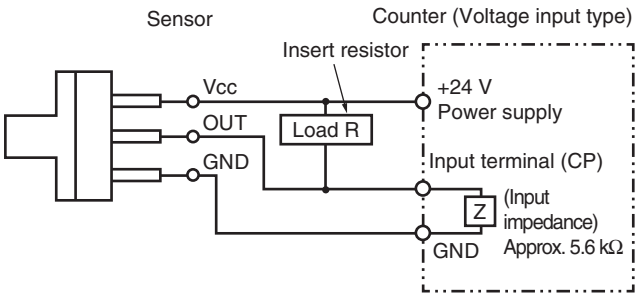 Sensor
Counter (Voltage input type)
Insert resistor
Vcc
+24 V
Power supply
OUT
Load R
GND
Input terminal (CP)
Z
(Input
impedance)
Approx. 5.6 kΩ
GND